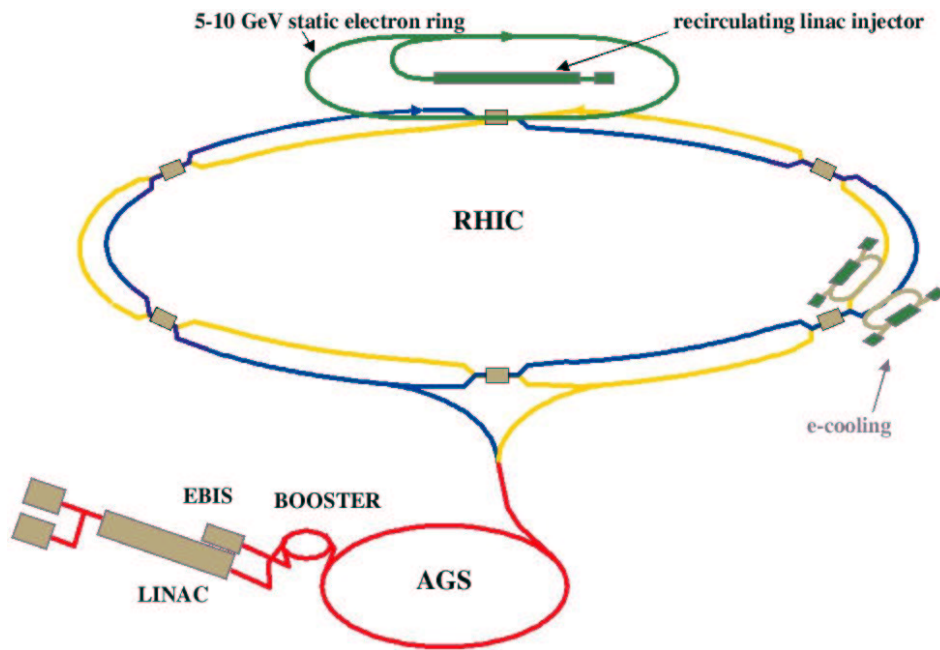 5-10 GeV static electron ring
recirculating linac injector
RHIC
e-cooling
EBIS
BOOSTER
LINAC
AGS